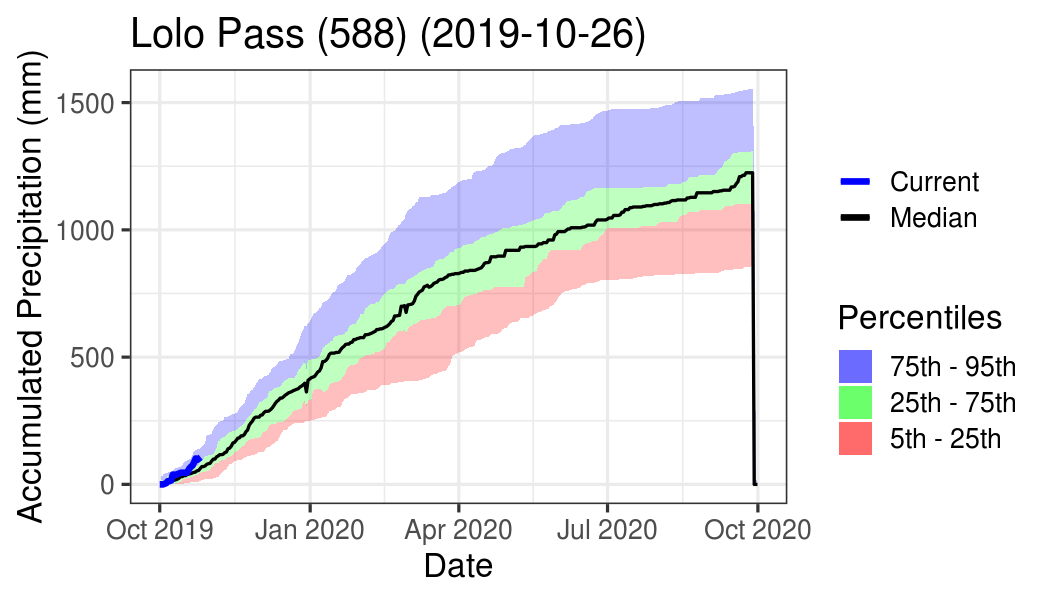 Lolo Pass (588) (2019-10-26)
Accumulated Precipitation (mm)
1500
1000
500
0
Oct 2019
Jan 2020
Apr 2020
Jul 2020
Oct 2020
Date
Current
Median
Percentiles
75th - 95th
25th - 75th
5th - 25th